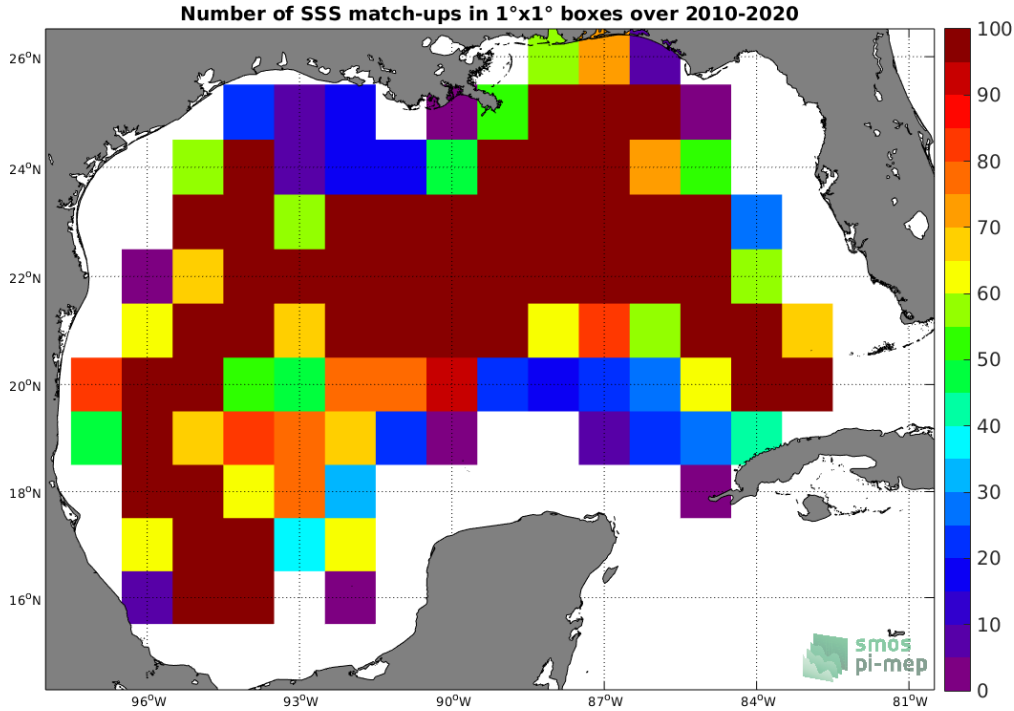 Number of SSS match-ups in 1°x1° boxes over 2010-2020
26°N
24°N
22°N
20°N
18°N
16°N
96°W 93°W 90°W 87°W 84°W 81°W
100
90
80
70
60
50
40
30
20
10
0
smos
pi-mep